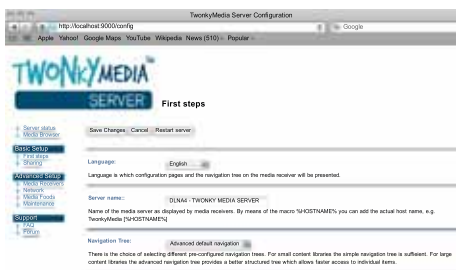 TwonkyMedia Server Configuration
http://localhost:9000/config
Google
Apple Yahoo! Google Maps YouTube Wikipedia News (510) Popular
TWONKYMEDIA™
SERVER
First steps
Server status
Media Browser
Save Changes Cancel Restart server
Basic Setup
First steps
Sharing
Language: English
Language is which configuration pages and the navigation tree on the media receiver will be presented.
Advanced Setup
Media Receivers
Network
Media Foods
Maintenance
Server name:: DLNA4 - TWONKY MEDIA SERVER
Name of the media server as displayed by media receivers. By means of the macro %HOSTNAME% you can add the actual host name, e.g.
TwonkyMedia [%HOSTNAME%]
Support
FAQ
Forum
Navigation Tree: Advanced default navigation
There is the choice of selecting different pre-configured navigation trees. For small content libraries the simple navigation tree is suffieint. For large
content libraries the advanced navigation tree provides a better structured tree which allows faster access to individual items.